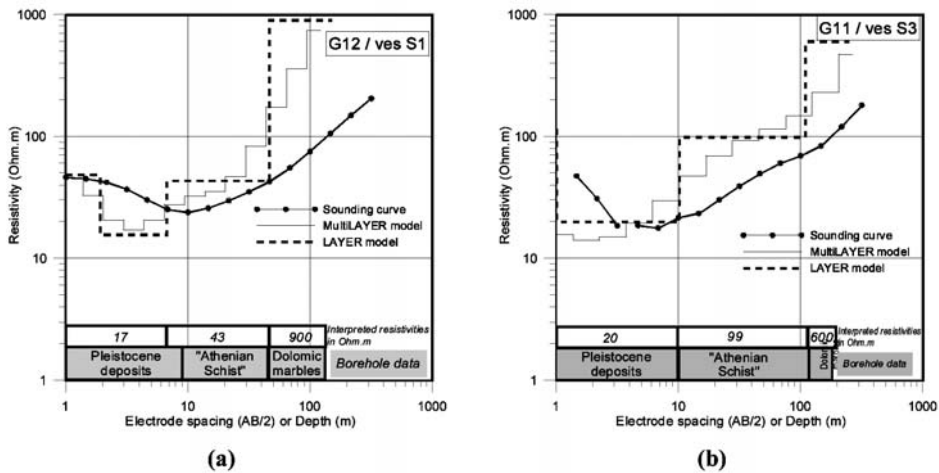 1000
100
10
1
Resistivity (Ohm.m)
G12 / ves S1
Sounding curve
MultiLAYER model
LAYER model
17
43
900
Interpreted resistivities
in Ohm.m
Pleistocene
deposits
"Athenian
Schist"
Dolomic
marbles
Borehole data
1
10
100
1000
Electrode spacing (AB/2) or Depth (m)
(a)
1000
100
10
1
Resistivity (Ohm.m)
G11 / ves S3
Sounding curve
MultiLAYER model
LAYER model
20
99
600
Interpreted resistivities
in Ohm.m
Pleistocene
deposits
"Athenian
Schist"
Borehole data
1
10
100
1000
Electrode spacing (AB/2) or Depth (m)
(b)